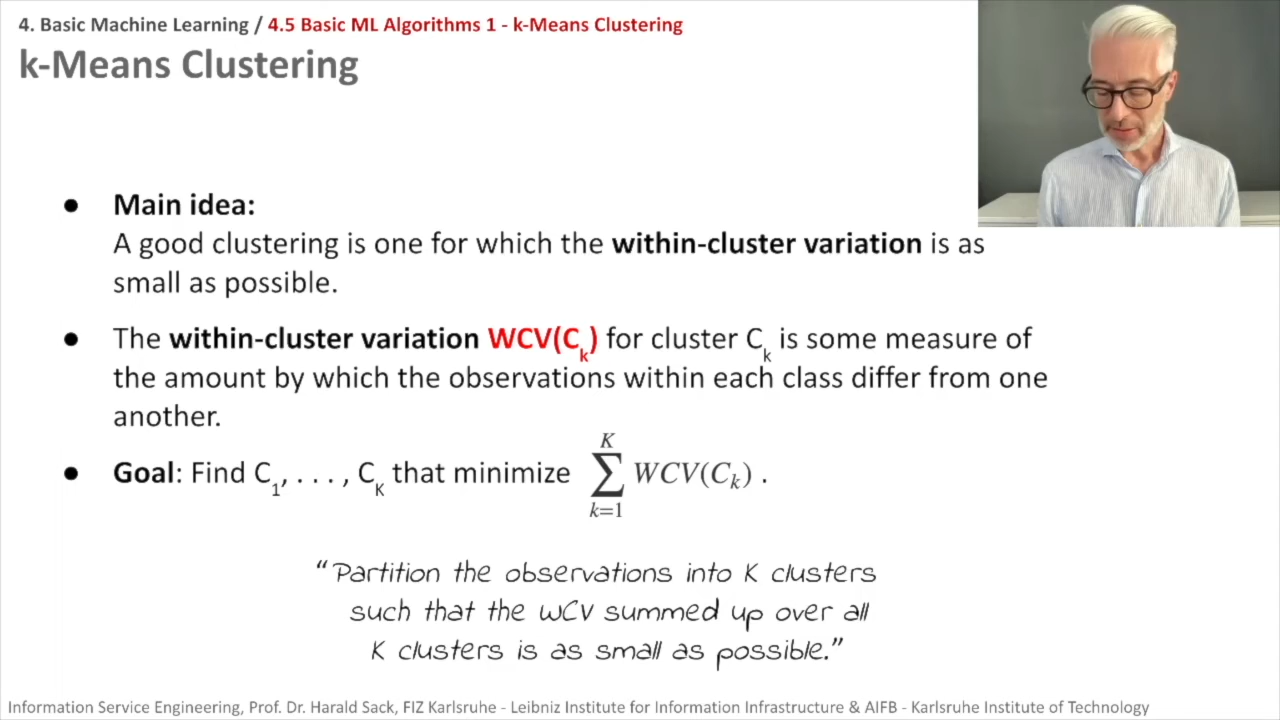 4. Basic Machine Learning / 4.5 Basic ML Algorithms 1 - k-Means Clustering
k-Means Clustering
● Main idea:
A good clustering is one for which the within-cluster variation is as
small as possible.
● The within-cluster variation WCV(Cₖ) for cluster Cₖ is some measure of
the amount by which the observations within each class differ from one
another.
● Goal: Find C₁, . . . , C_K that minimize \sum_{k=1}^{K} WCV(C_k) .
“Partition the observations into K clusters
such that the WCV summed up over all
K clusters is as small as possible.”
Information Service Engineering, Prof. Dr. Harald Sack, FIZ Karlsruhe - Leibniz Institute for Information Infrastructure & AIFB - Karlsruhe Institute of Technology